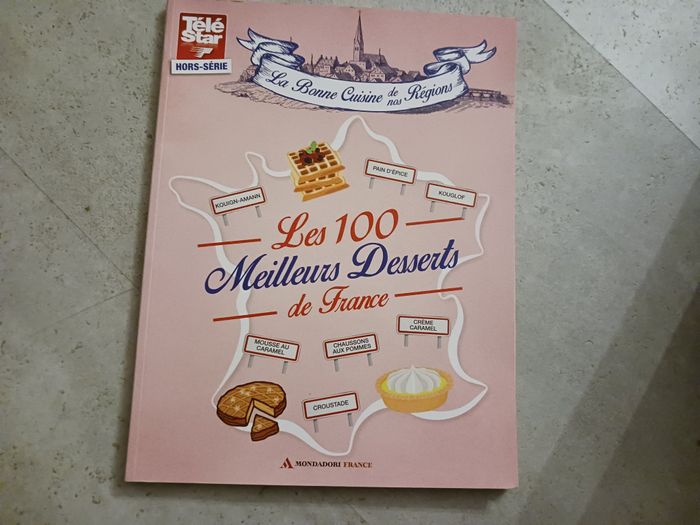 Télé
Star
HORS-SÉRIE
La Bonne Cuisine de nos Régions
PAIN D'ÉPICE
KOUIGN-AMANN
KOUGLOF
Les 100
Meilleurs Desserts
de France
CRÈME
CARAMEL
MOUSSE AU
CARAMEL
CHAUSSONS
AUX POMMES
CROUSTADE
MONDADORI FRANCE